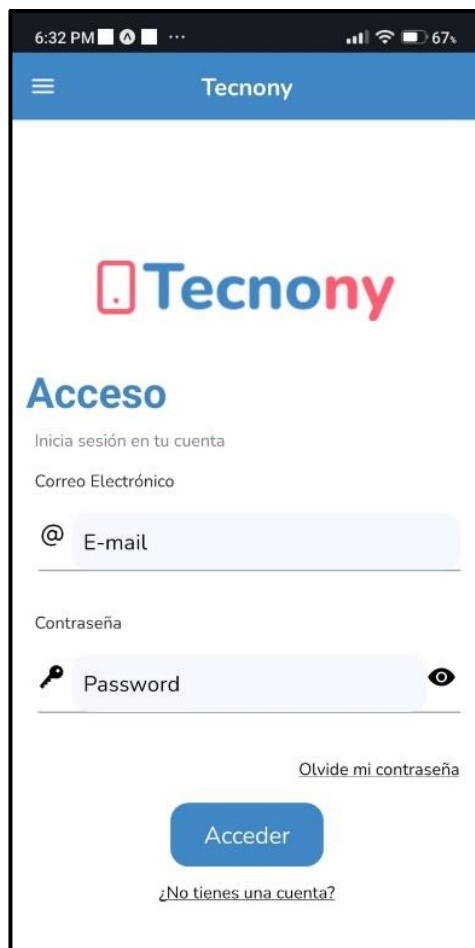 6:32 PM ... 67%
Tecnony
Tecnony
Acceso
Inicia sesión en tu cuenta
Correo Electrónico
@ E-mail
Contraseña
Password
Olvide mi contraseña
Acceder
¿No tienes una cuenta?